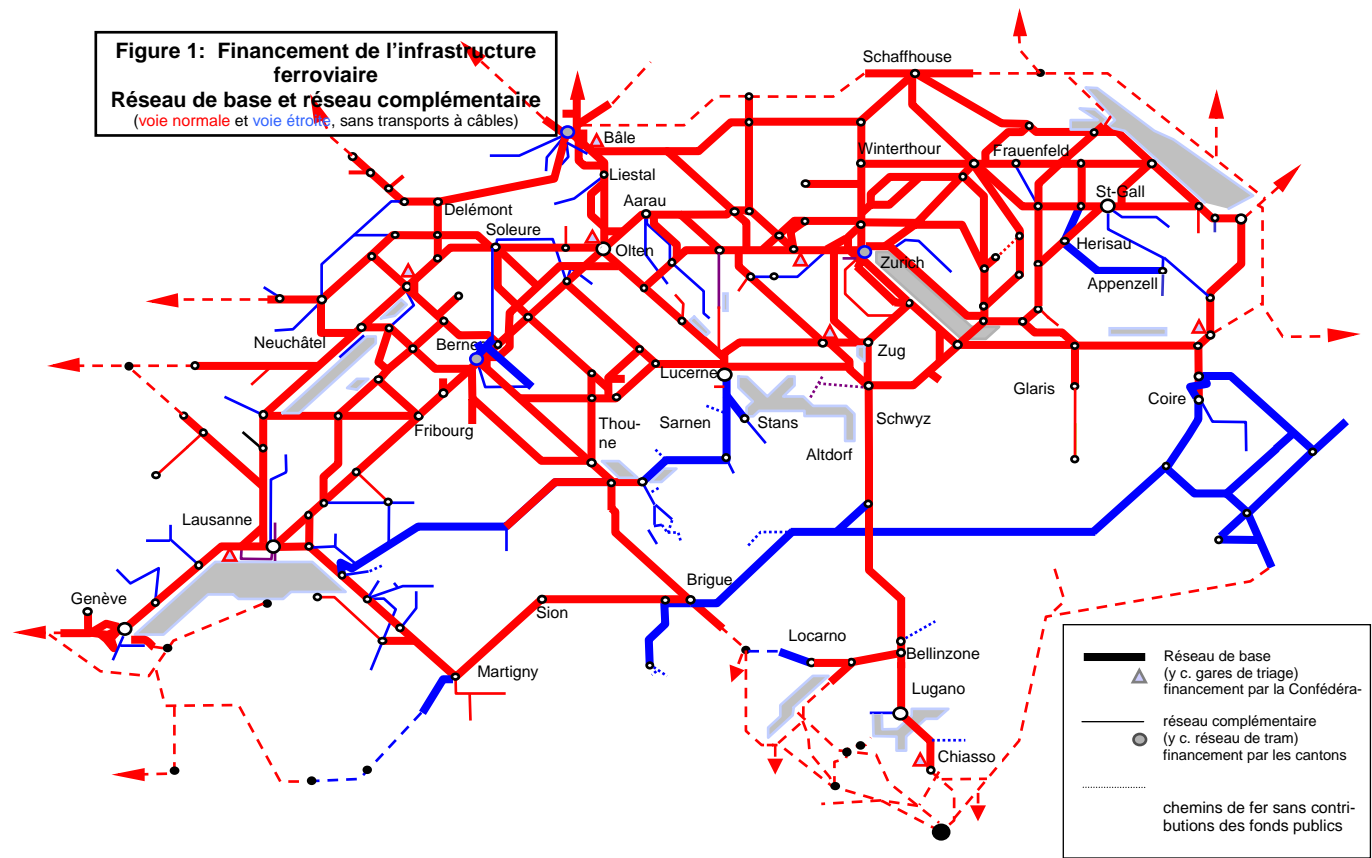 Figure 1:  Financement de l'infrastructure
ferroviaire
Réseau de base et réseau complémentaire
(voie normale et voie étroite, sans transports à câbles)
Schaffhouse
Bâle
Winterthour
Frauenfeld
Liestal
St-Gall
Aarau
Delémont
Soleure
Olten
Zurich
Herisau
Appenzell
Neuchâtel
Berne
Zug
Lucerne
Glaris
Coire
Fribourg
Thou-
ne
Sarnen
Stans
Schwyz
Altdorf
Lausanne
Brigue
Genève
Sion
Locarno
Bellinzone
Martigny
Lugano
Chiasso
Réseau de base
(y c. gares de triage)
financement par la Confédéra-
réseau complémentaire
(y c. réseau de tram)
financement par les cantons
chemins de fer sans contri-
butions des fonds publics